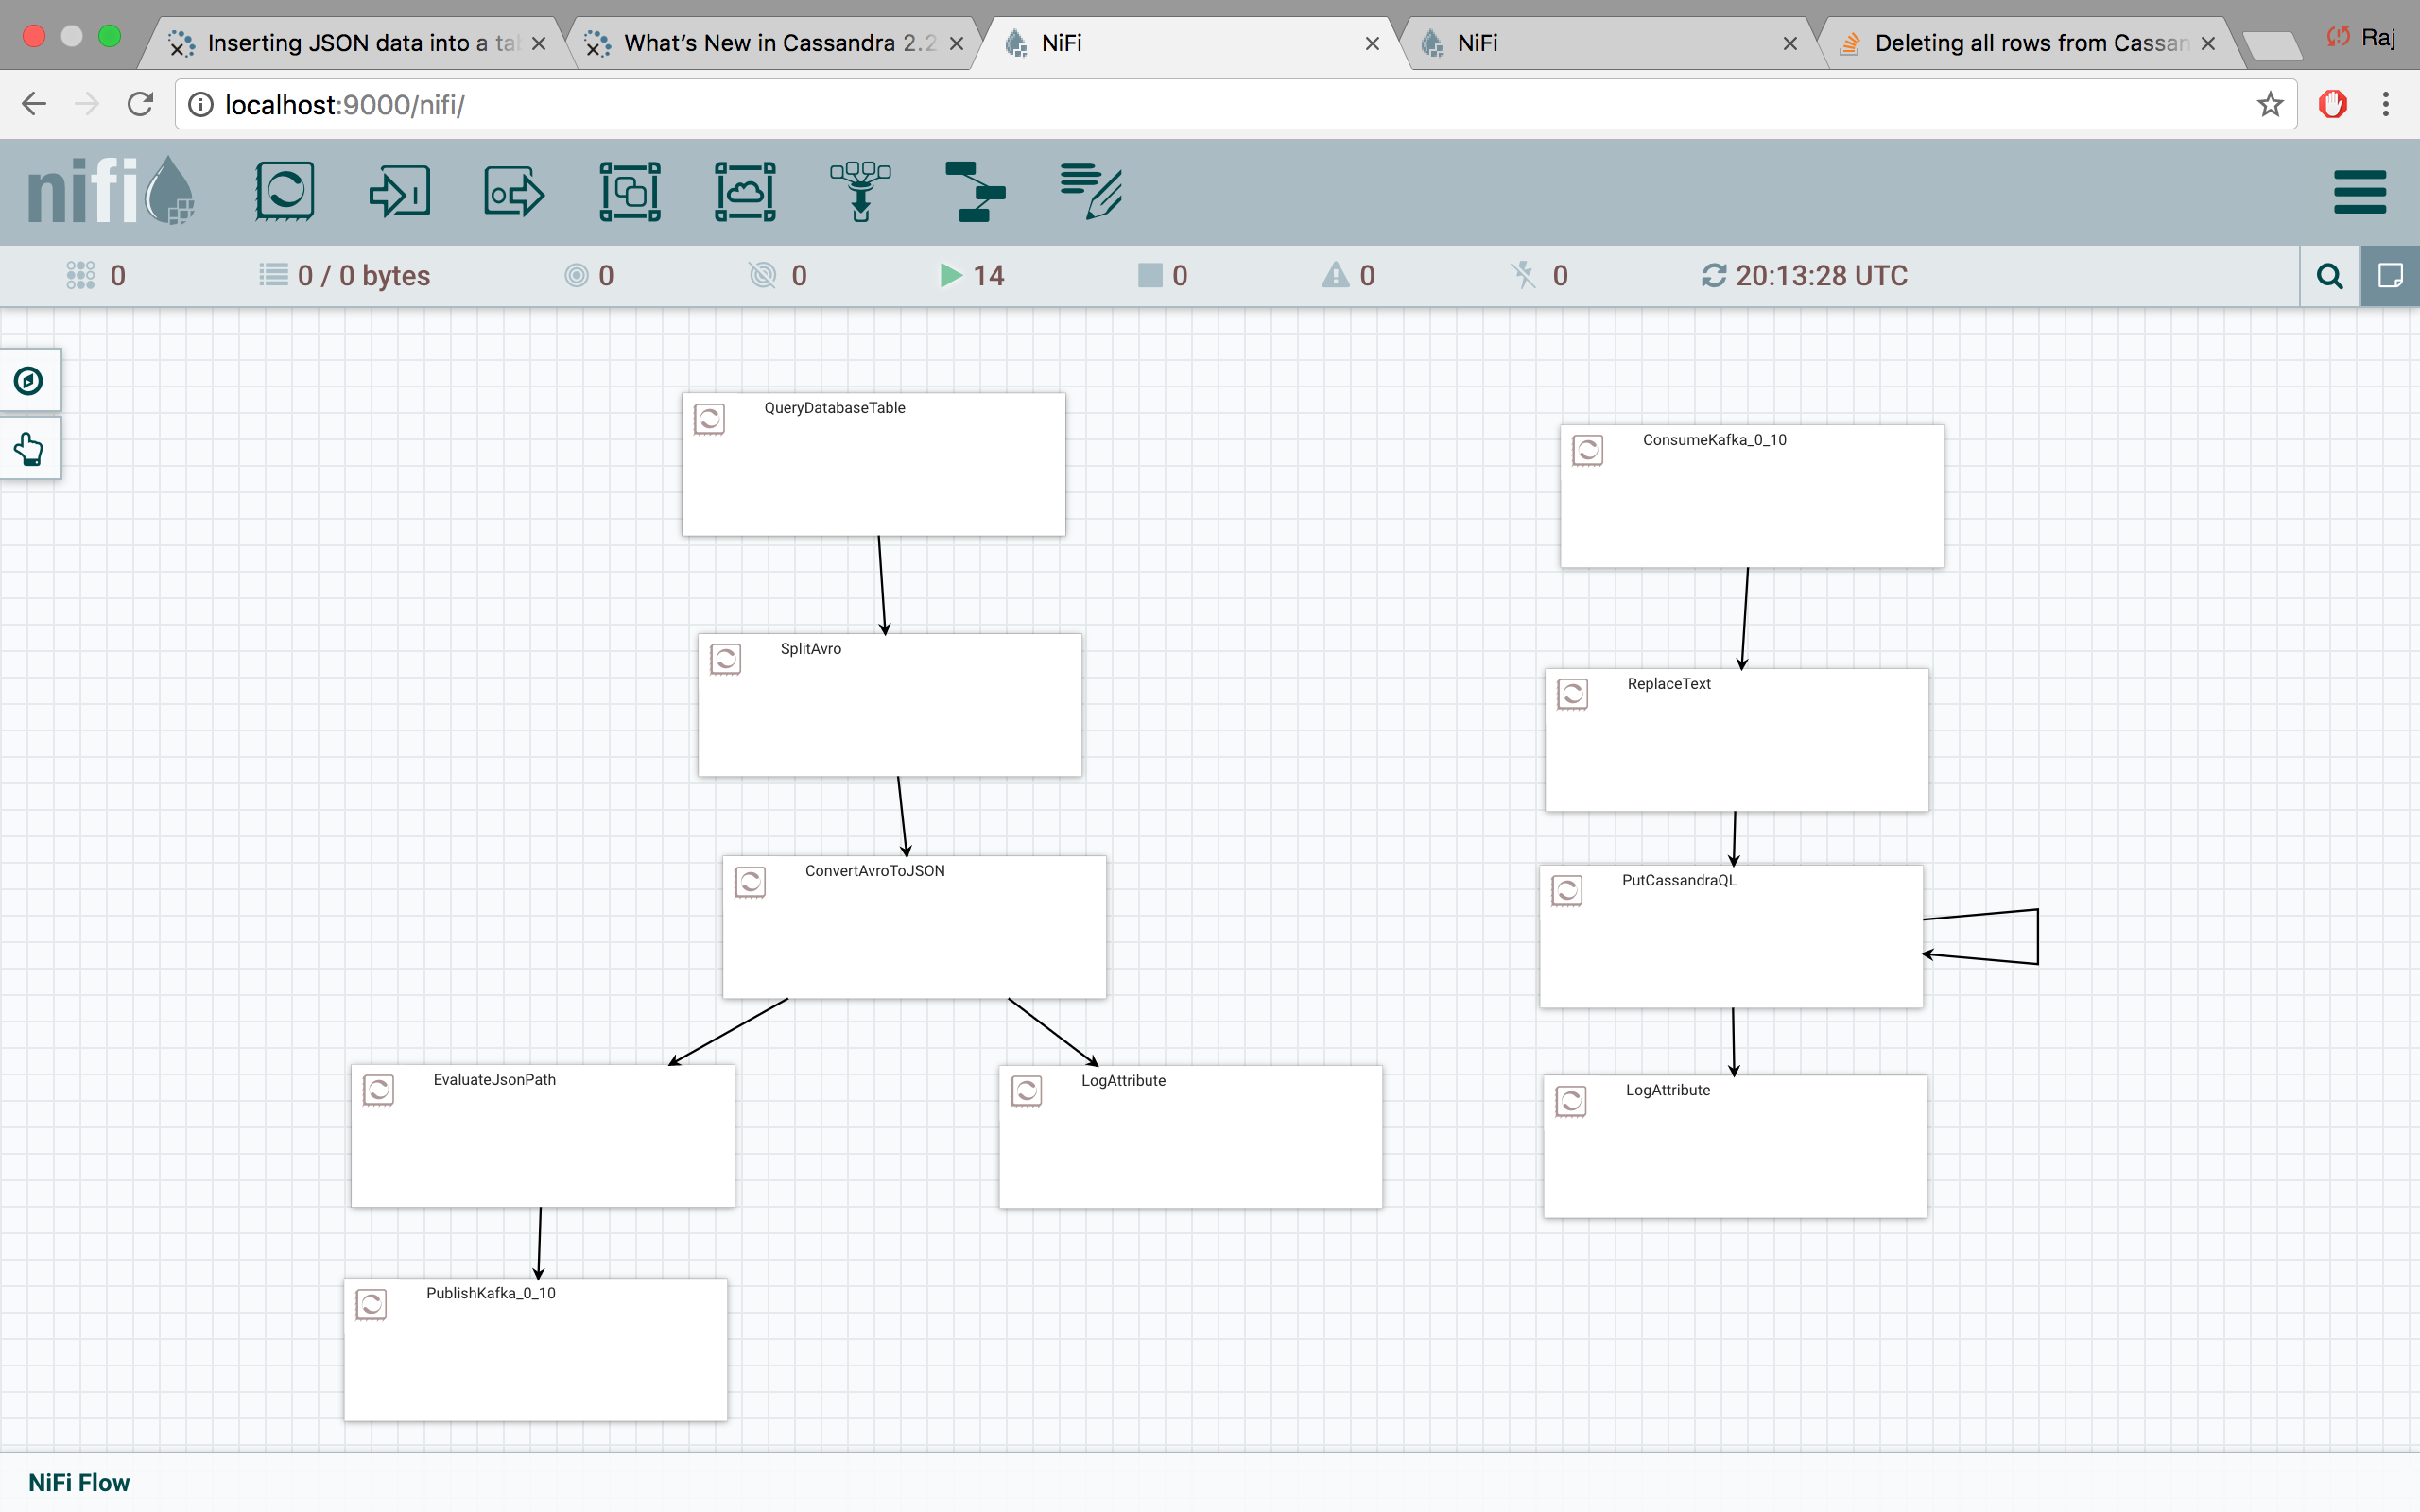 Inserting JSON data into a tab
What's New in Cassandra 2.2
NiFi
NiFi
Deleting all rows from Cassan
Raj
localhost:9000/nifi/
nifi
0
0 / 0 bytes
0
0
14
0
0
0
20:13:28 UTC
QueryDatabaseTable
ConsumeKafka_0_10
SplitAvro
ReplaceText
ConvertAvroToJSON
PutCassandraQL
EvaluateJsonPath
LogAttribute
LogAttribute
PublishKafka_0_10
NiFi Flow